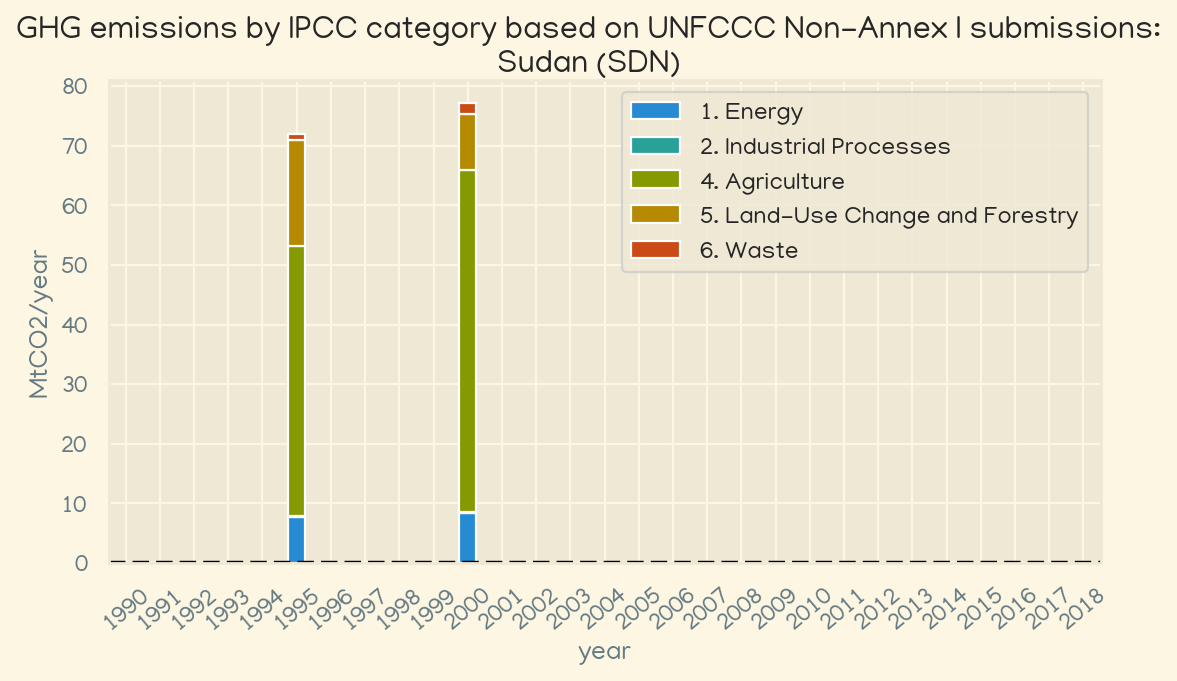 GHG emissions by IPCC category based on UNFCCC Non-Annex I submissions:
Sudan (SDN)
80
70
60
50
40
30
20
10
0
MtCO2/year
1. Energy
2. Industrial Processes
4. Agriculture
5. Land-Use Change and Forestry
6. Waste
1990 1991 1992 1993 1994 1995 1996 1997 1998 1999 2000 2001 2002 2003 2004 2005 2006 2007 2008 2009 2010 2011 2012 2013 2014 2015 2016 2017 2018
year